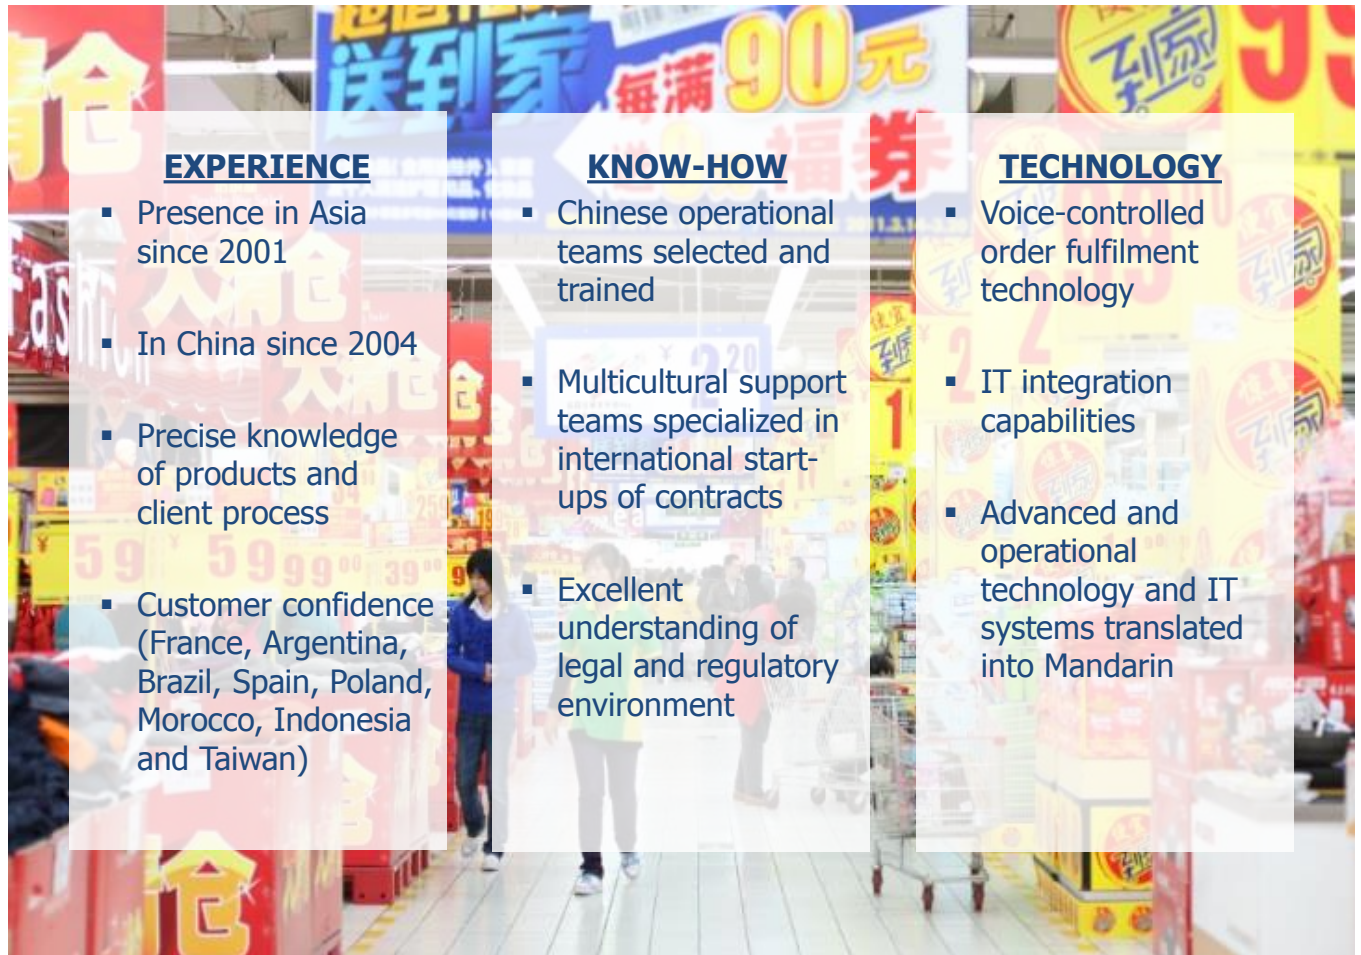 送到家
每满90元
福券
清仓
EXPERIENCE
▪ Presence in Asia
since 2001
▪ In China since 2004
▪ Precise knowledge
of products and
client process
▪ Customer confidence
(France, Argentina,
Brazil, Spain, Poland,
Morocco, Indonesia
and Taiwan)
KNOW-HOW
▪ Chinese operational
teams selected and
trained
▪ Multicultural support
teams specialized in
international start-
ups of contracts
▪ Excellent
understanding of
legal and regulatory
environment
TECHNOLOGY
▪ Voice-controlled
order fulfilment
technology
▪ IT integration
capabilities
▪ Advanced and
operational
technology and IT
systems translated
into Mandarin